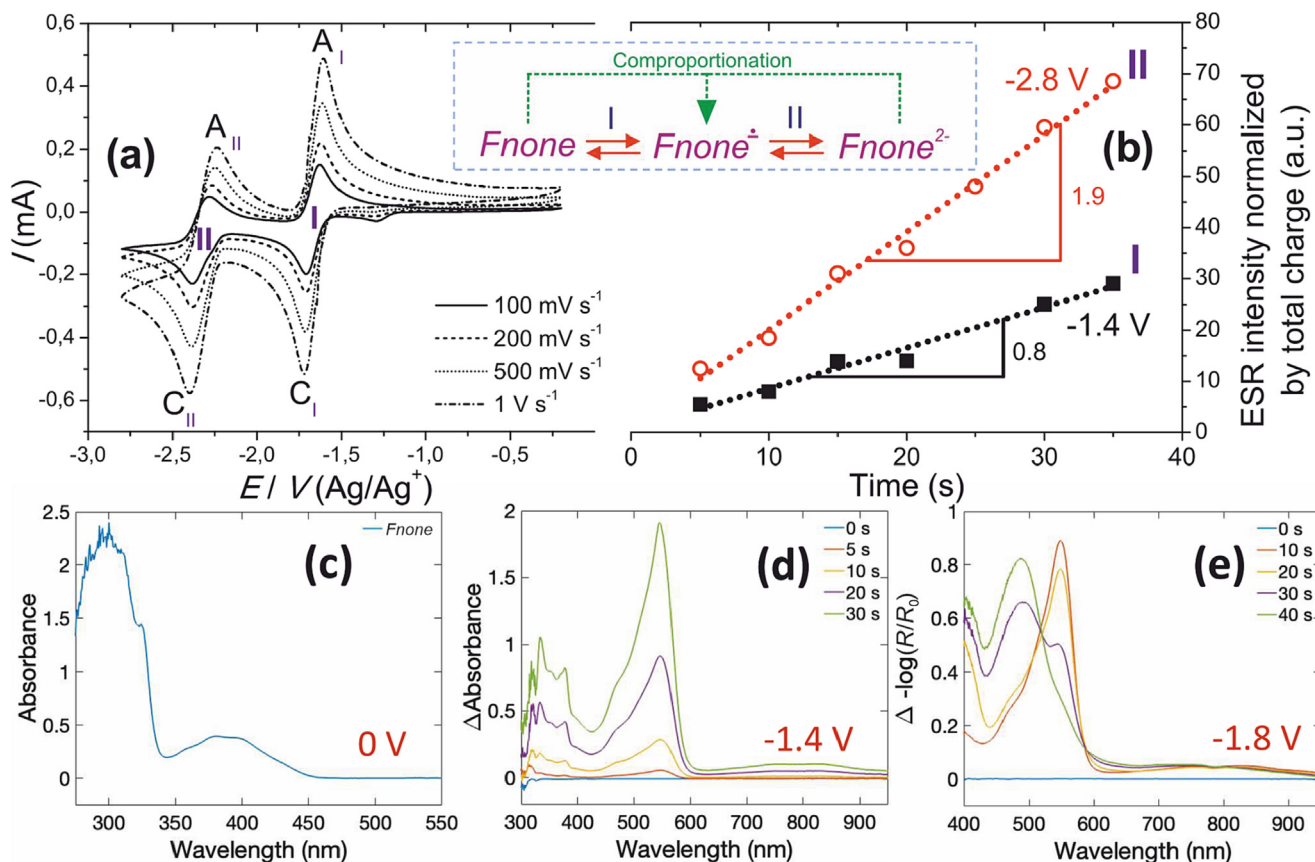 (a)
I / (mA)
0,6
0,4
0,2
0,0
-0,2
-0,4
-0,6
A I
A II
I
II
C II
C I
100 mV s⁻¹
200 mV s⁻¹
500 mV s⁻¹
1 V s⁻¹
-3,0 -2,5 -2,0 -1,5 -1,0 -0,5
E / V (Ag/Ag⁺)
Comproportionation
I II
Fnone Fnone∸ Fnone²⁻
(b)
-2.8 V
II
1.9
I
-1.4 V
0.8
80
70
60
50
40
30
20
10
0
ESR intensity normalized
by total charge (a.u.)
0 10 20 30 40
Time (s)
(c)
Fnone
Absorbance
2.5
2
1.5
1
0.5
0
0 V
300 350 400 450 500 550
Wavelength (nm)
(d)
0 s
5 s
10 s
20 s
30 s
ΔAbsorbance
2
1.5
1
0.5
0
-1.4 V
300 400 500 600 700 800 900
Wavelength (nm)
(e)
0 s
10 s
20 s
30 s
40 s
Δ -log(R/R₀)
1
0.8
0.6
0.4
0.2
0
-1.8 V
400 500 600 700 800 900
Wavelength (nm)